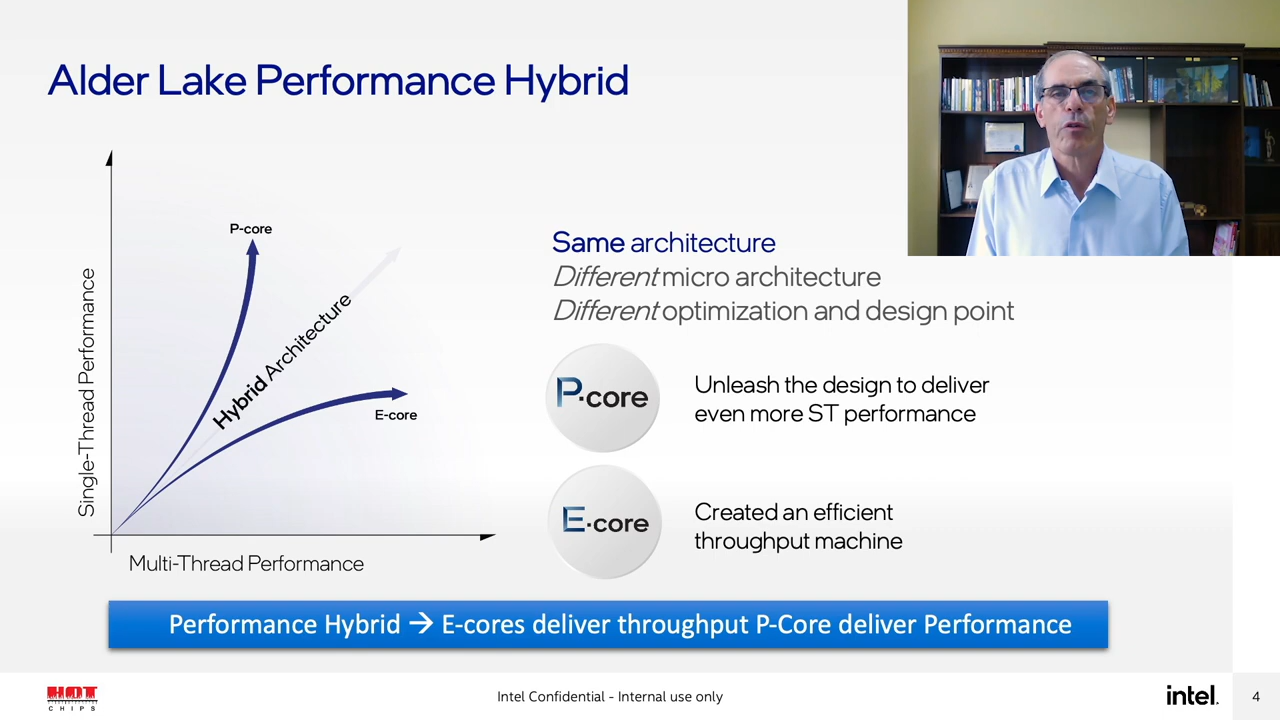 Alder Lake Performance Hybrid
P-core
Hybrid Architecture
E-core
Single-Thread Performance
Multi-Thread Performance
Same architecture
Different micro architecture
Different optimization and design point
P-core
Unleash the design to deliver
even more ST performance
E-core
Created an efficient
throughput machine
Performance Hybrid → E-cores deliver throughput P-Core deliver Performance
HOT
CHIPS
Intel Confidential - Internal use only
intel.
4